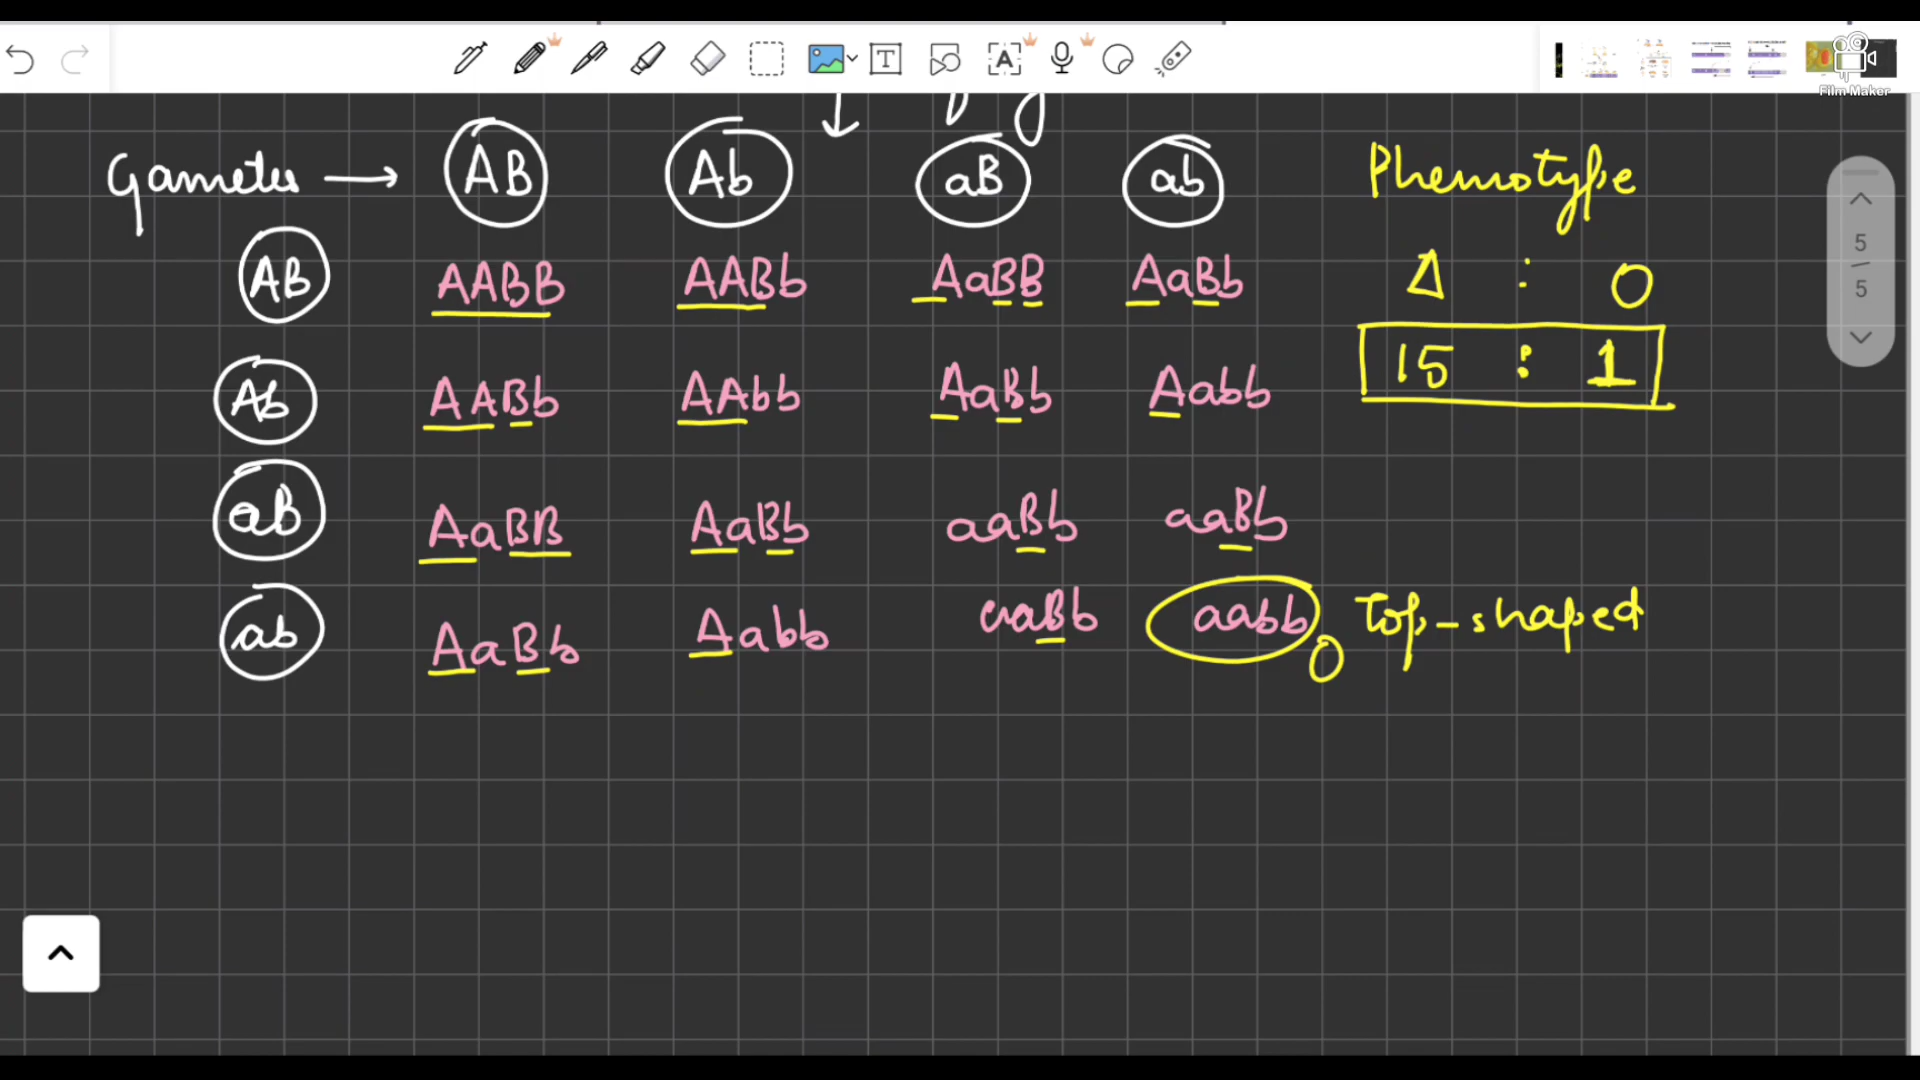 Film Maker
Gametes → AB Ab aB ab Phenotype
AB AABB AABb AaBB AaBb Δ : O
Ab AABb AAbb AaBb Aabb 15 : 1
aB AaBB AaBb aaBb aaBb
ab AaBb Aabb aaBb aabb O Top-shaped
5
5